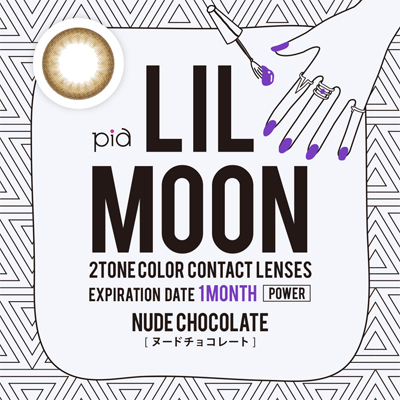 pia
LIL
MOON
2TONE COLOR CONTACT LENSES
EXPIRATION DATE 1MONTH POWER
NUDE CHOCOLATE
[ヌードチョコレート]